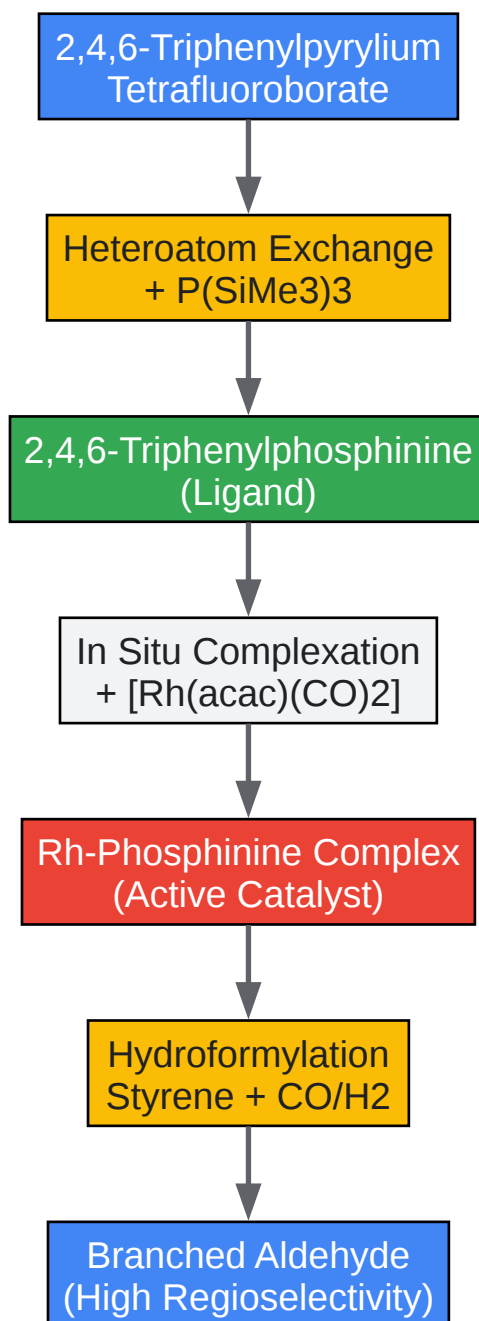 2,4,6-Triphenylpyrylium
Tetrafluoroborate
Heteroatom Exchange
+ P(SiMe3)3
2,4,6-Triphenylphosphinine
(Ligand)
In Situ Complexation
+ [Rh(acac)(CO)2]
Rh-Phosphinine Complex
(Active Catalyst)
Hydroformylation
Styrene + CO/H2
Branched Aldehyde
(High Regioselectivity)